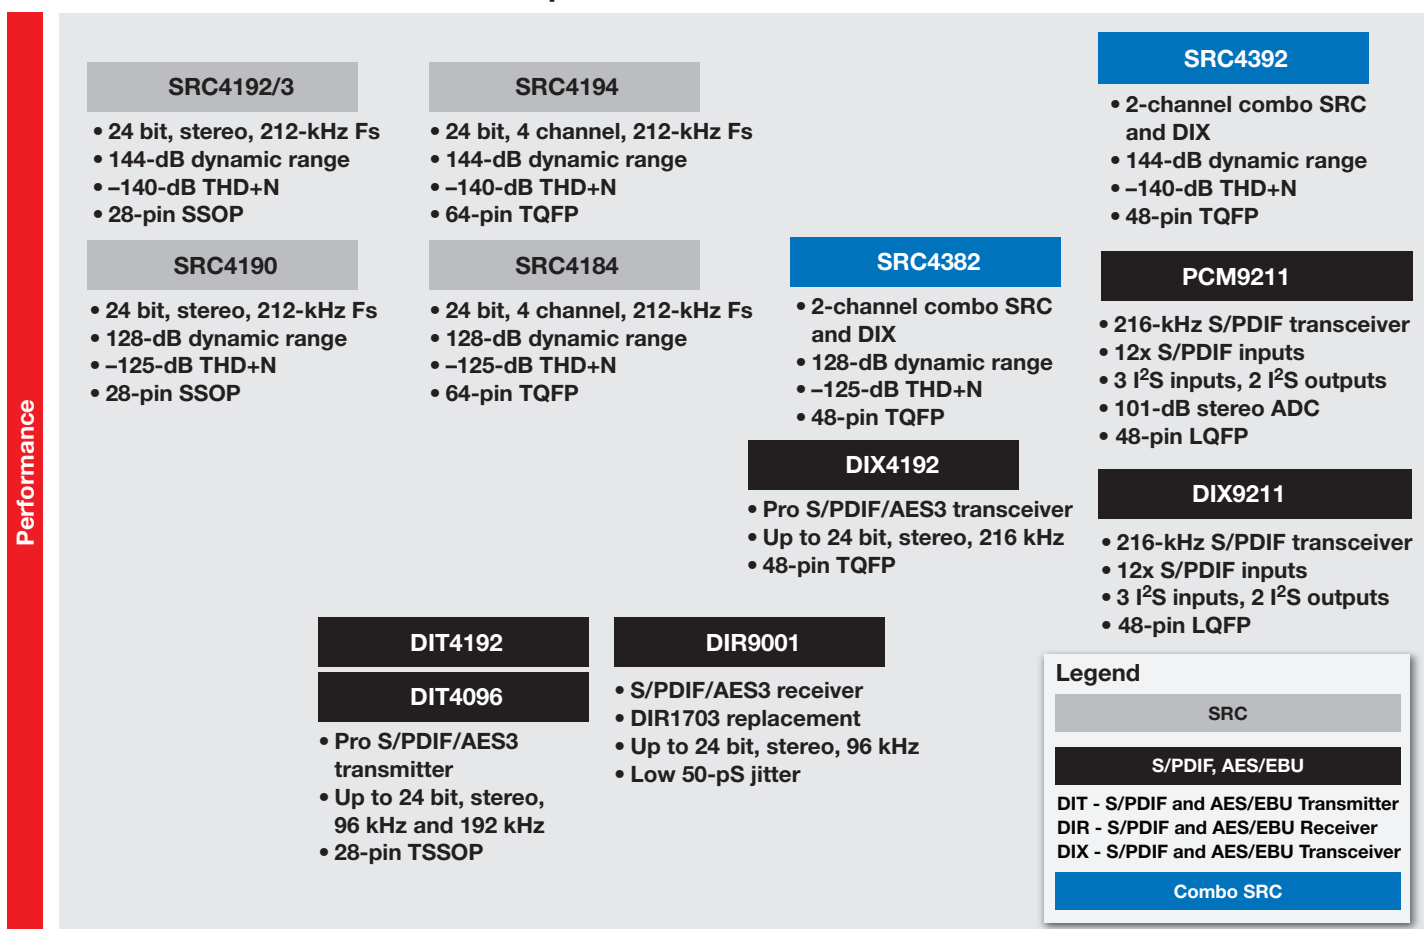 Performance
SRC4192/3
• 24 bit, stereo, 212-kHz Fs
• 144-dB dynamic range
• –140-dB THD+N
• 28-pin SSOP
SRC4194
• 24 bit, 4 channel, 212-kHz Fs
• 144-dB dynamic range
• –140-dB THD+N
• 64-pin TQFP
SRC4392
• 2-channel combo SRC
and DIX
• 144-dB dynamic range
• –140-dB THD+N
• 48-pin TQFP
SRC4190
• 24 bit, stereo, 212-kHz Fs
• 128-dB dynamic range
• –125-dB THD+N
• 28-pin SSOP
SRC4184
• 24 bit, 4 channel, 212-kHz Fs
• 128-dB dynamic range
• –125-dB THD+N
• 64-pin TQFP
SRC4382
• 2-channel combo SRC
and DIX
• 128-dB dynamic range
• –125-dB THD+N
• 48-pin TQFP
PCM9211
• 216-kHz S/PDIF transceiver
• 12x S/PDIF inputs
• 3 I²S inputs, 2 I²S outputs
• 101-dB stereo ADC
• 48-pin LQFP
DIX4192
• Pro S/PDIF/AES3 transceiver
• Up to 24 bit, stereo, 216 kHz
• 48-pin TQFP
DIX9211
• 216-kHz S/PDIF transceiver
• 12x S/PDIF inputs
• 3 I²S inputs, 2 I²S outputs
• 48-pin LQFP
DIT4192
DIT4096
• Pro S/PDIF/AES3
transmitter
• Up to 24 bit, stereo,
96 kHz and 192 kHz
• 28-pin TSSOP
DIR9001
• S/PDIF/AES3 receiver
• DIR1703 replacement
• Up to 24 bit, stereo, 96 kHz
• Low 50-pS jitter
Legend
SRC
S/PDIF, AES/EBU
DIT - S/PDIF and AES/EBU Transmitter
DIR - S/PDIF and AES/EBU Receiver
DIX - S/PDIF and AES/EBU Transceiver
Combo SRC